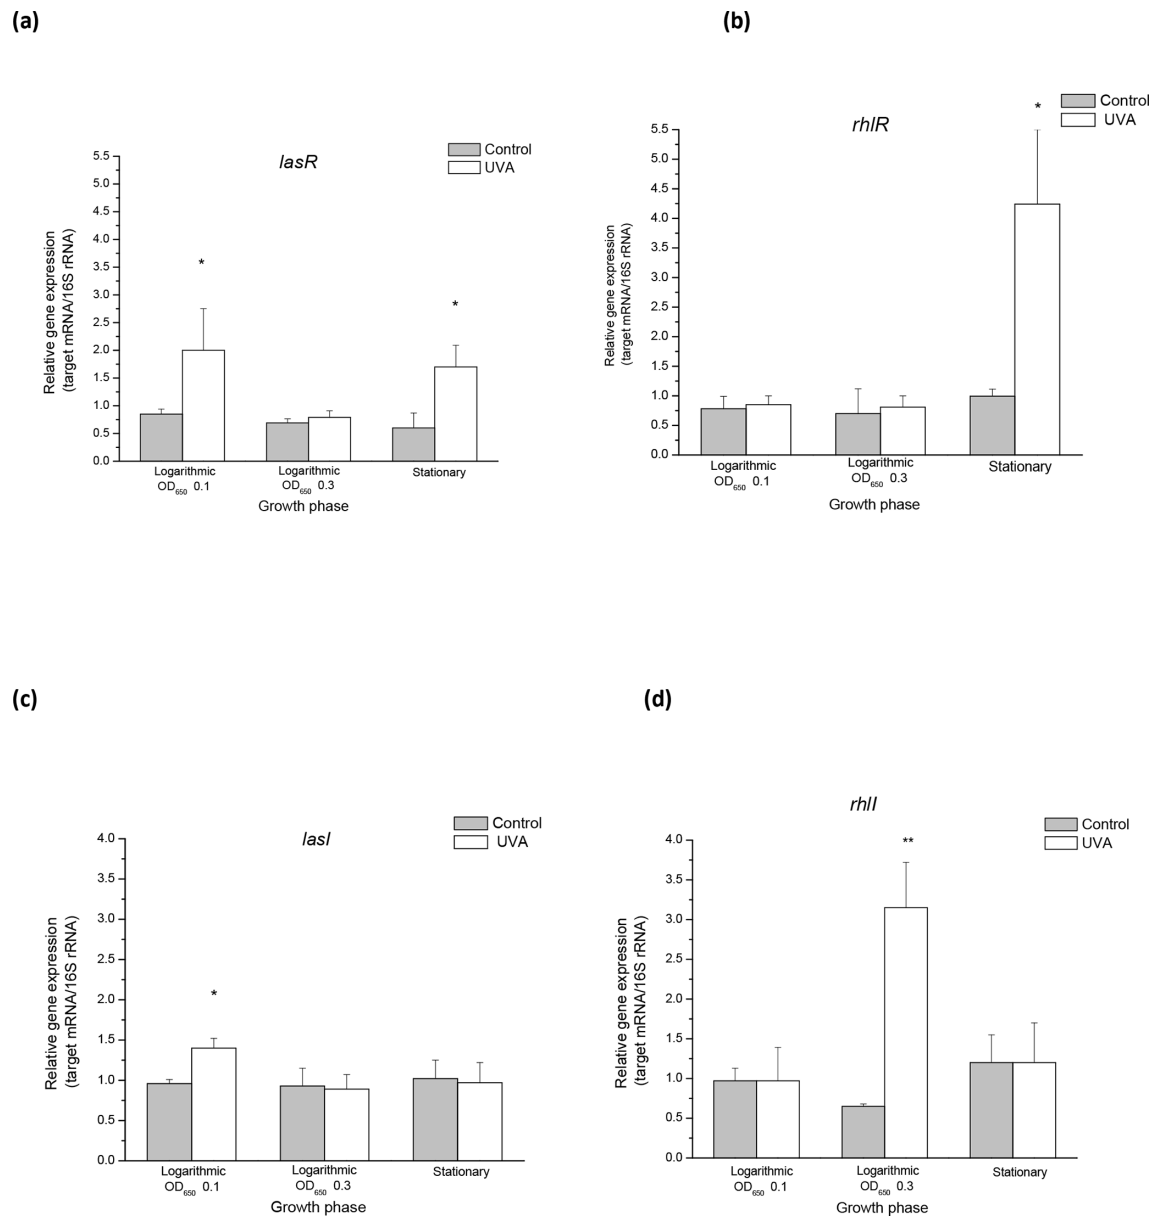 (a)
lasR
Control
UVA
5.5
5.0
4.5
4.0
3.5
3.0
2.5
2.0
1.5
1.0
0.5
0.0
Relative gene expression
(target mRNA/16S rRNA)
*
*
Logarithmic
OD650 0.1
Logarithmic
OD650 0.3
Stationary
Growth phase
(b)
rhlR
Control
UVA
5.5
5.0
4.5
4.0
3.5
3.0
2.5
2.0
1.5
1.0
0.5
0.0
Relative gene expression
(target mRNA/16S rRNA)
*
Logarithmic
OD650 0.1
Logarithmic
OD650 0.3
Stationary
Growth phase
(c)
lasI
Control
UVA
4.0
3.5
3.0
2.5
2.0
1.5
1.0
0.5
0.0
Relative gene expression
(target mRNA/16S rRNA)
*
Logarithmic
OD650 0.1
Logarithmic
OD650 0.3
Stationary
Growth phase
(d)
rhlI
Control
UVA
4.0
3.5
3.0
2.5
2.0
1.5
1.0
0.5
0.0
Relative gene expression
(target mRNA/16S rRNA)
**
Logarithmic
OD650 0.1
Logarithmic
OD650 0.3
Stationary
Growth phase